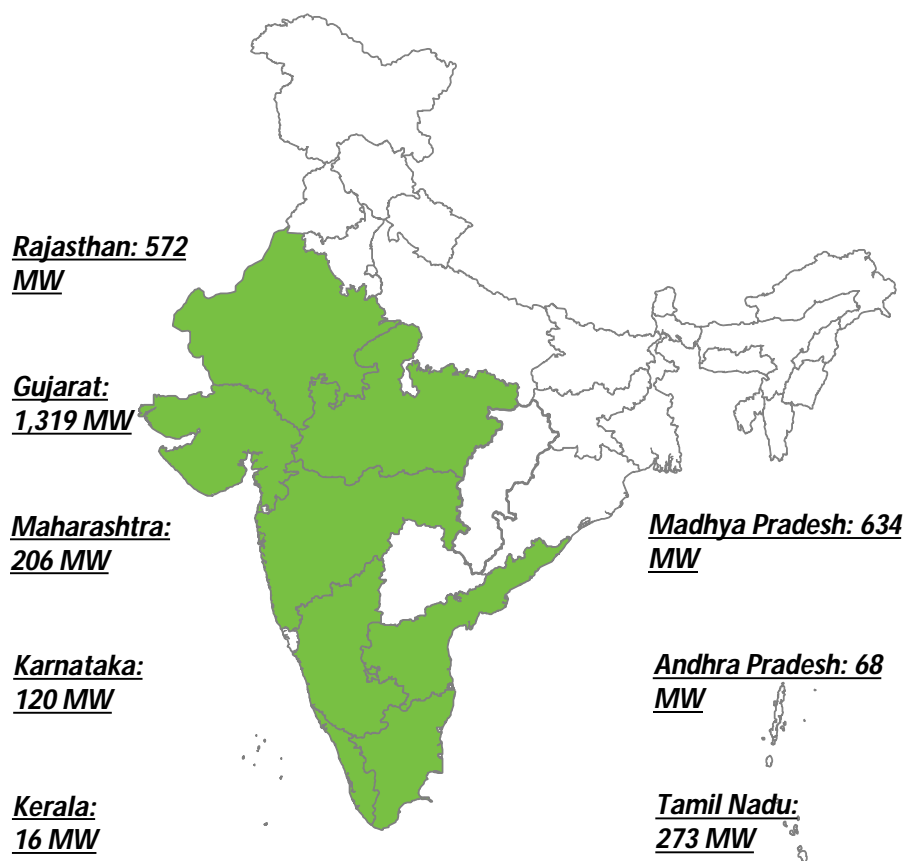 Rajasthan: 572
MW
Gujarat:
1,319 MW
Maharashtra:
206 MW
Karnataka:
120 MW
Kerala:
16 MW
Madhya Pradesh: 634
MW
Andhra Pradesh: 68
MW
Tamil Nadu:
273 MW